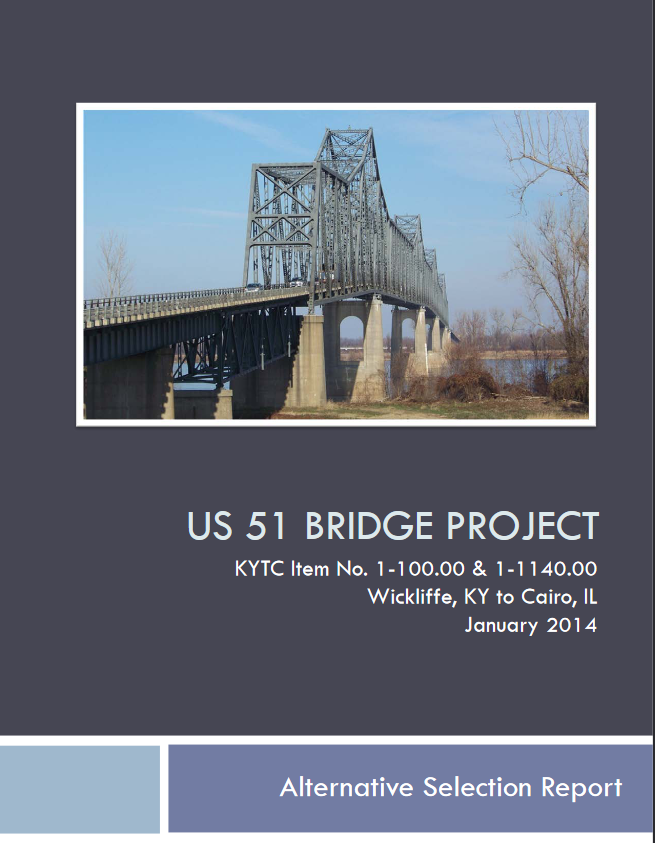 US 51 BRIDGE PROJECT
KYTC Item No. 1-100.00 & 1-1140.00
Wickliffe, KY to Cairo, IL
January 2014
Alternative Selection Report